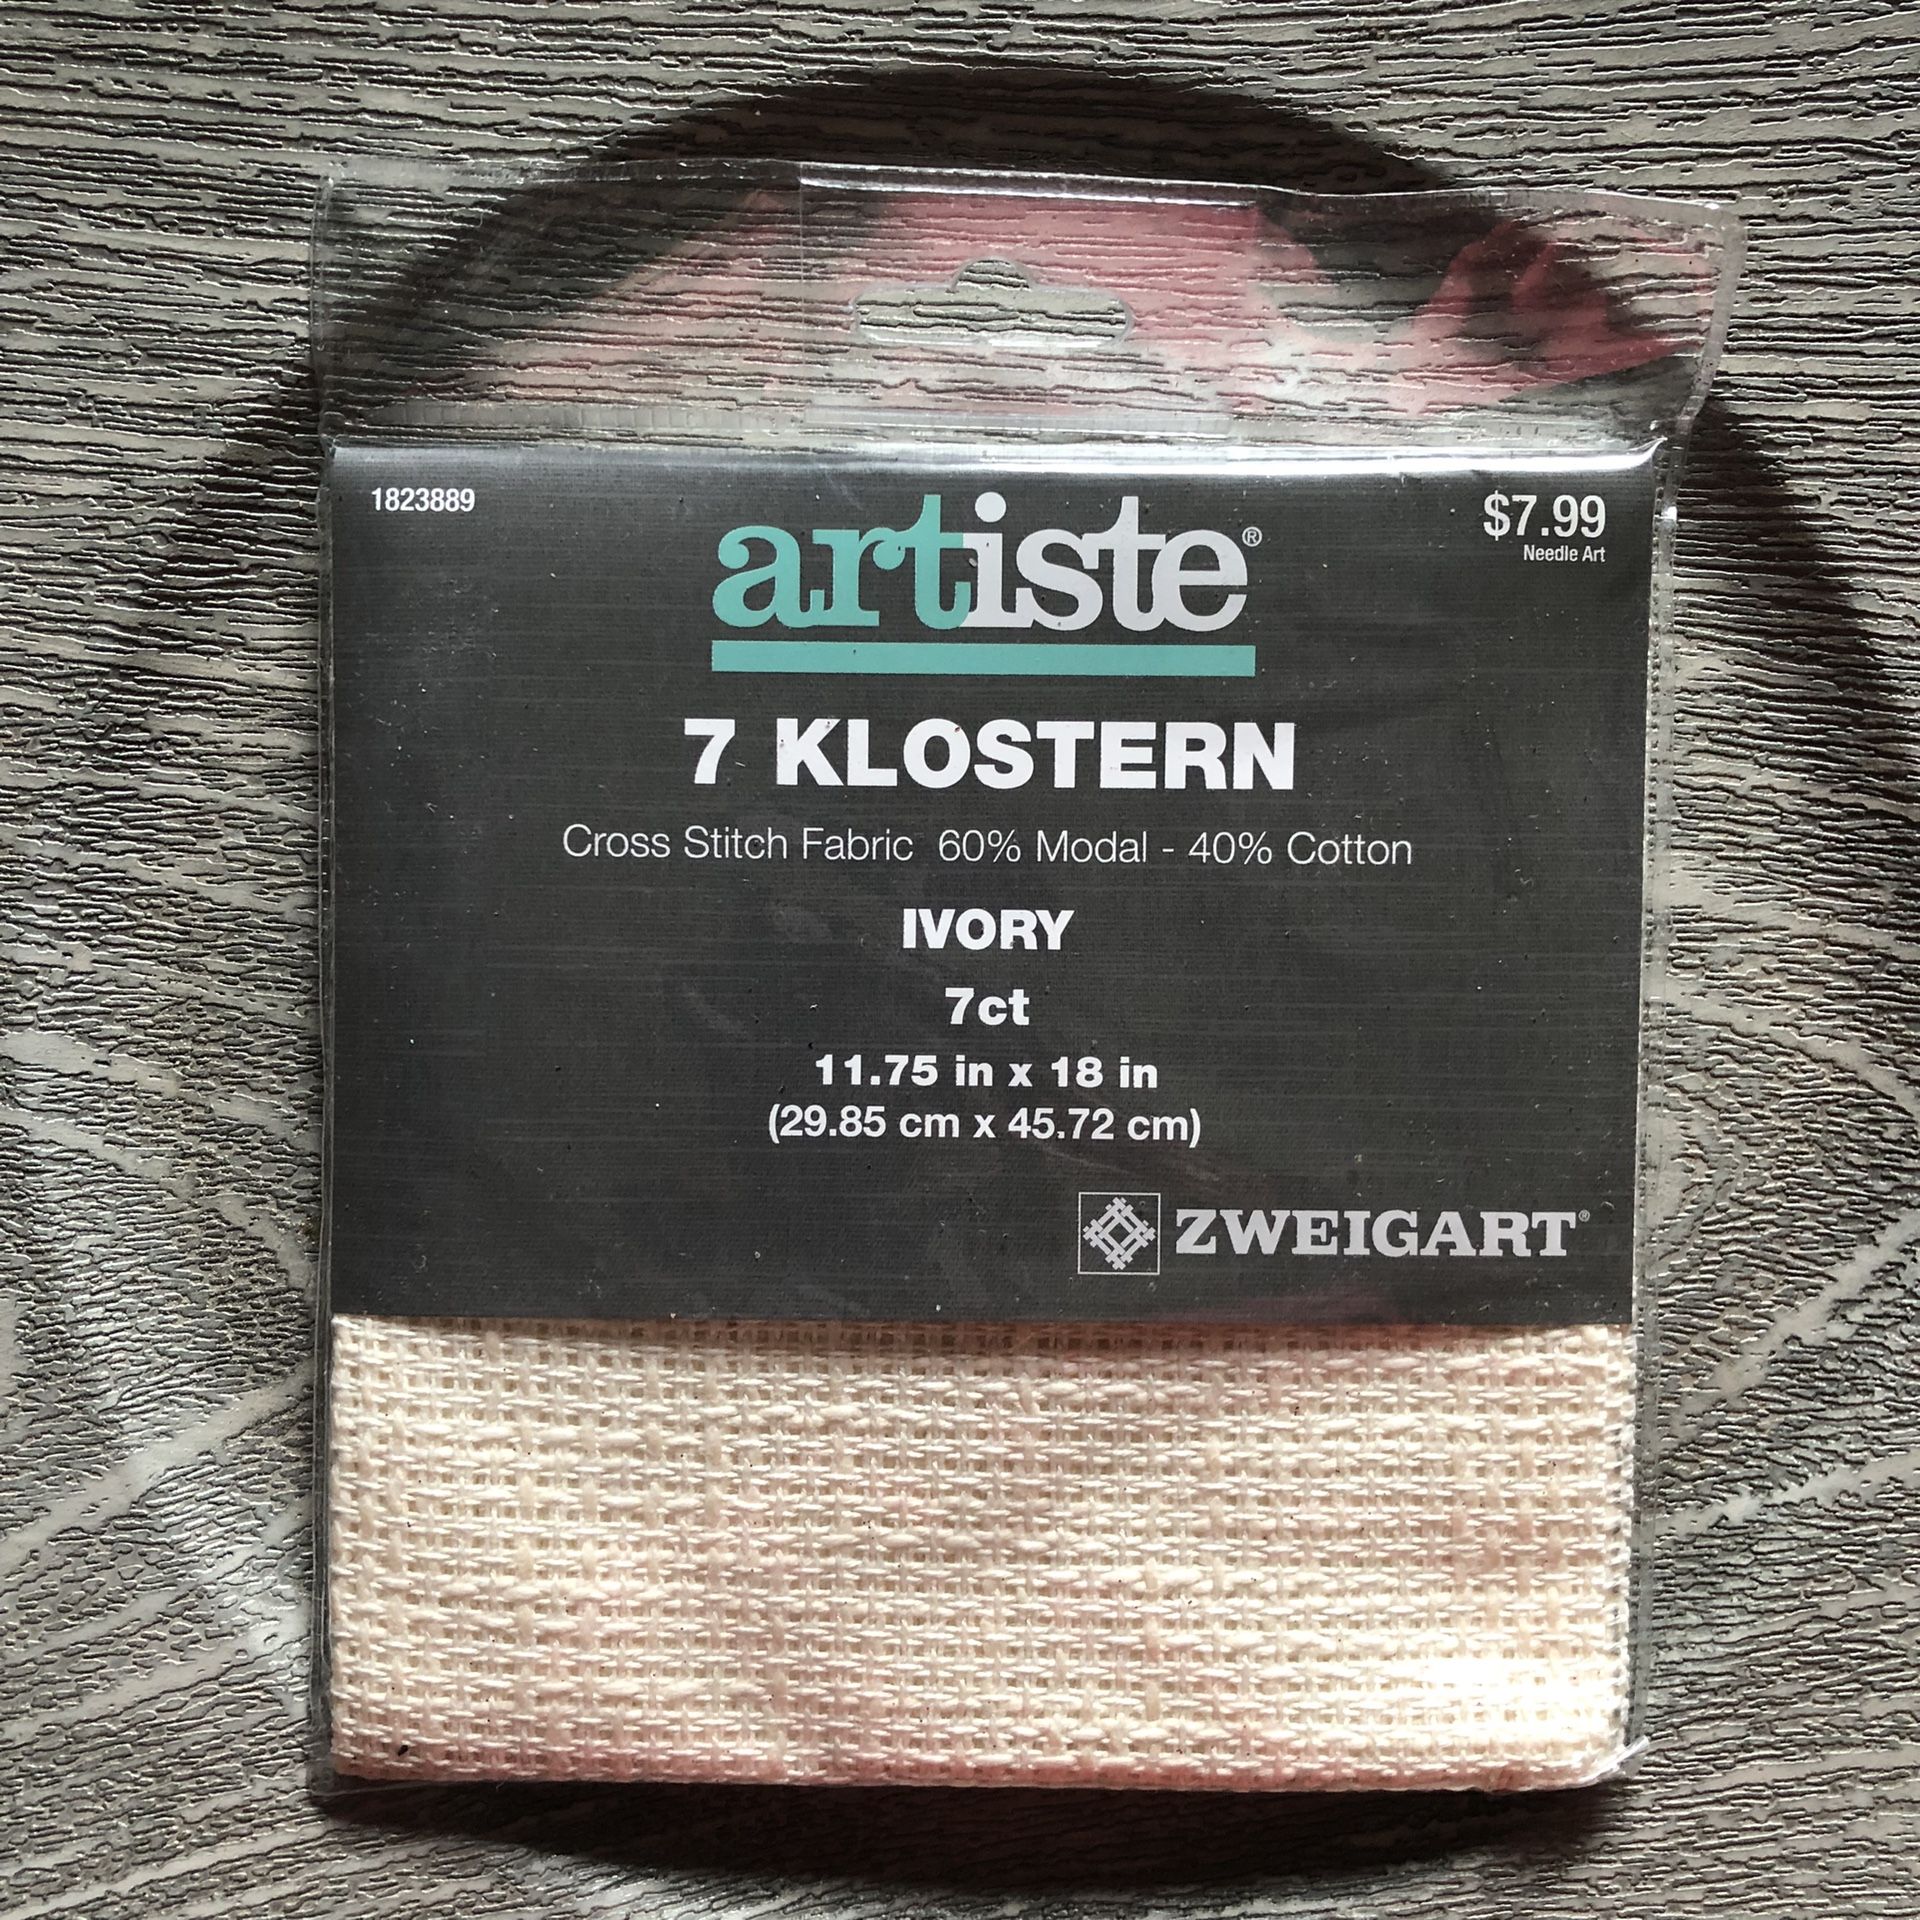 1823889
artiste®
$7.99
Needle Art
7 KLOSTERN
Cross Stitch Fabric 60% Modal - 40% Cotton
IVORY
7ct
11.75 in x 18 in
(29.85 cm x 45.72 cm)
ZWEIGART®